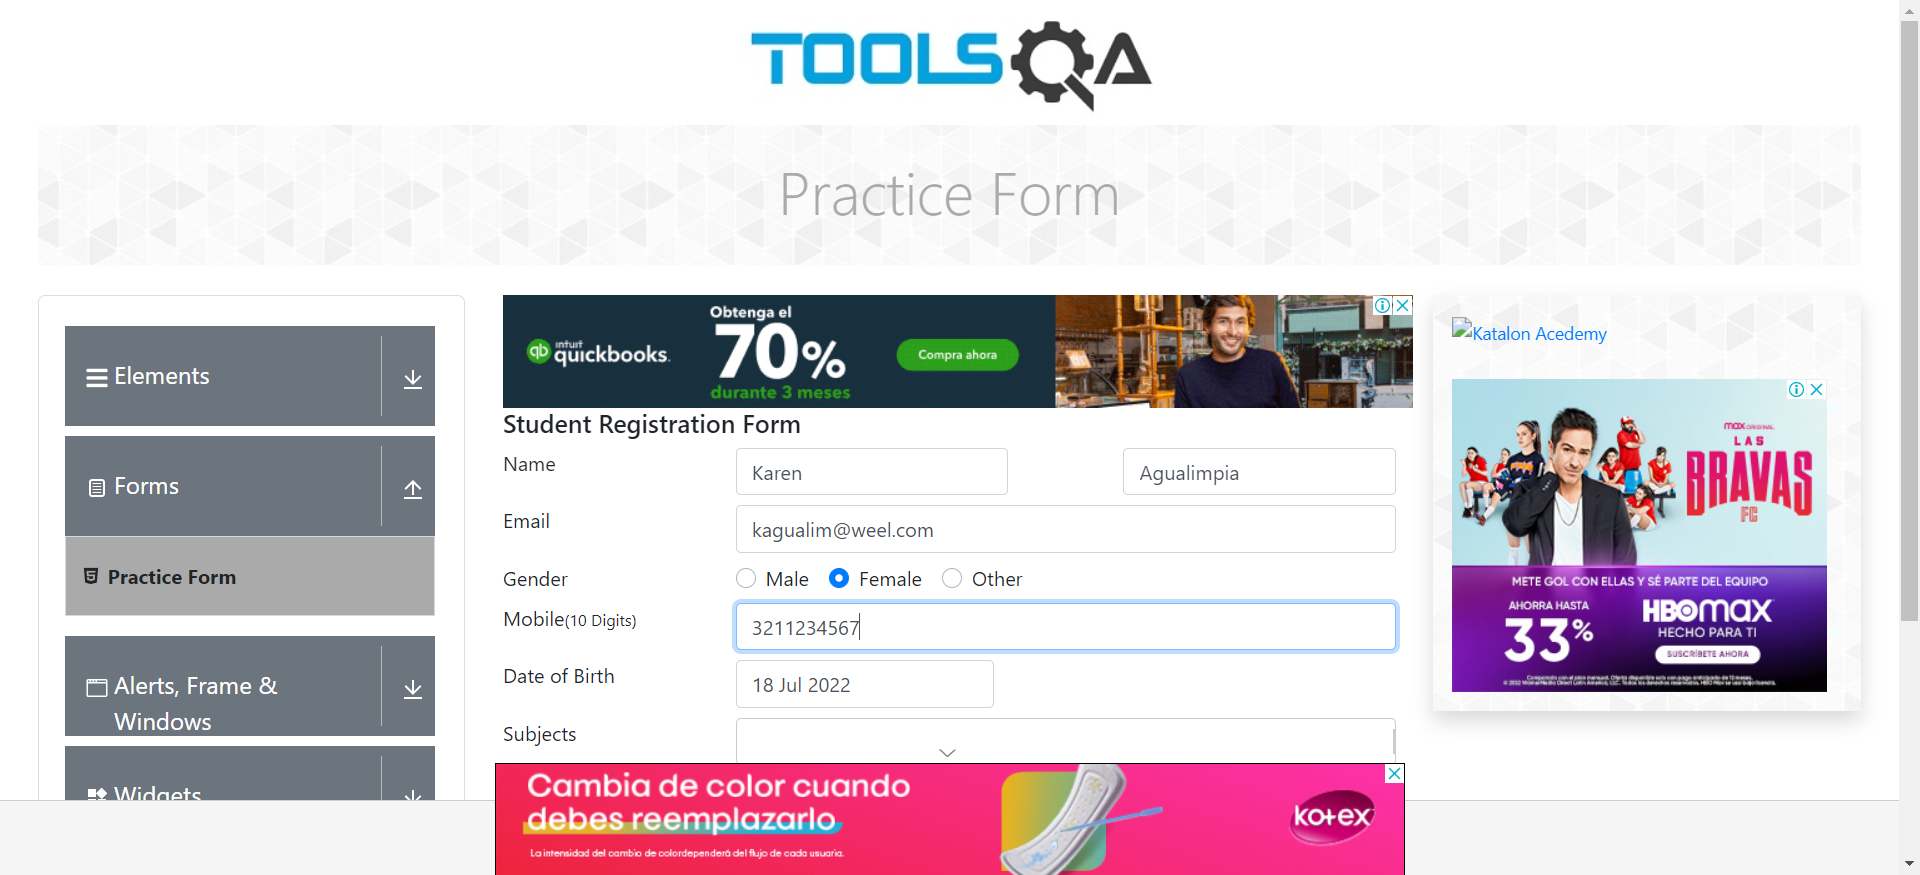 TOOLSQA
Practice Form
Elements
Forms
Practice Form
Alerts, Frame &
Windows
Widgets
Obtenga el
70%
durante 3 meses
qb intuit
quickbooks.
Compra ahora
Student Registration Form
Name
Karen
Agualimpia
Email
kagualim@weel.com
Gender
Male
Female
Other
Mobile(10 Digits)
3211234567
Date of Birth
18 Jul 2022
Subjects
Katalon Acedemy
max ORIGINAL
LAS
BRAVAS
FC
METE GOL CON ELLAS Y SÉ PARTE DEL EQUIPO
AHORRA HASTA
33%
HBOMAX
HECHO PARA TI
SUSCRÍBETE AHORA
Cambia de color cuando
debes reemplazarlo
La intensidad del cambio de color dependerá del flujo de cada usuaria.
kotex